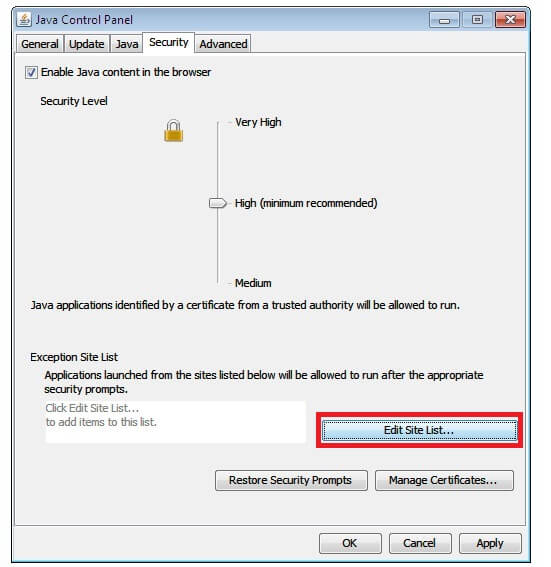 Java Control Panel
General Update Java Security Advanced
Enable Java content in the browser
Security Level
Very High
High (minimum recommended)
Medium
Java applications identified by a certificate from a trusted authority will be allowed to run.
Exception Site List
Applications launched from the sites listed below will be allowed to run after the appropriate
security prompts.
Click Edit Site List...
to add items to this list.
Edit Site List...
Restore Security Prompts Manage Certificates...
OK Cancel Apply